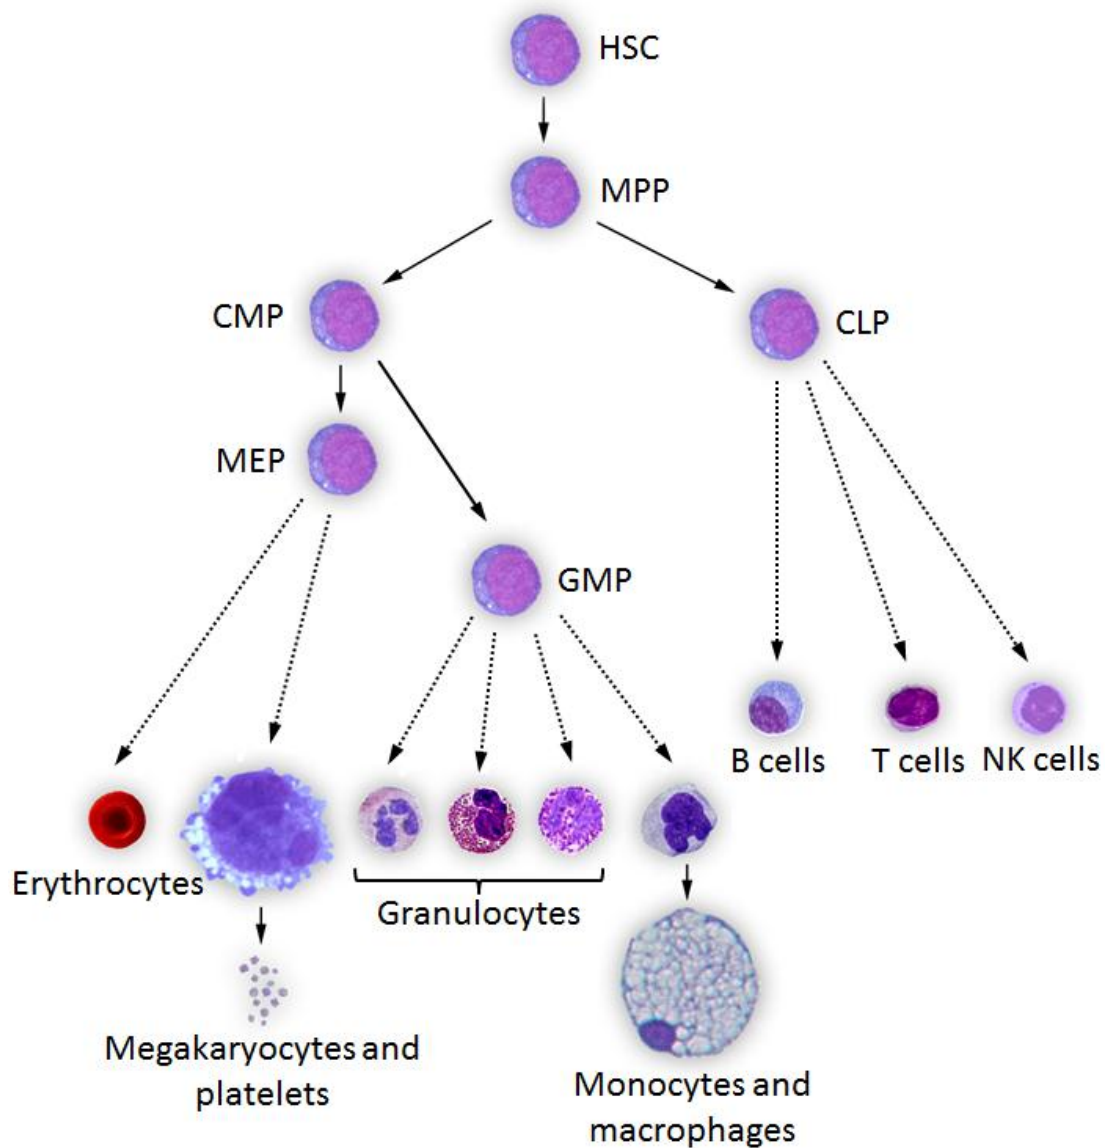 HSC
MPP
CMP
CLP
MEP
GMP
B cells
T cells
NK cells
Erythrocytes
Granulocytes
Megakaryocytes and
platelets
Monocytes and
macrophages